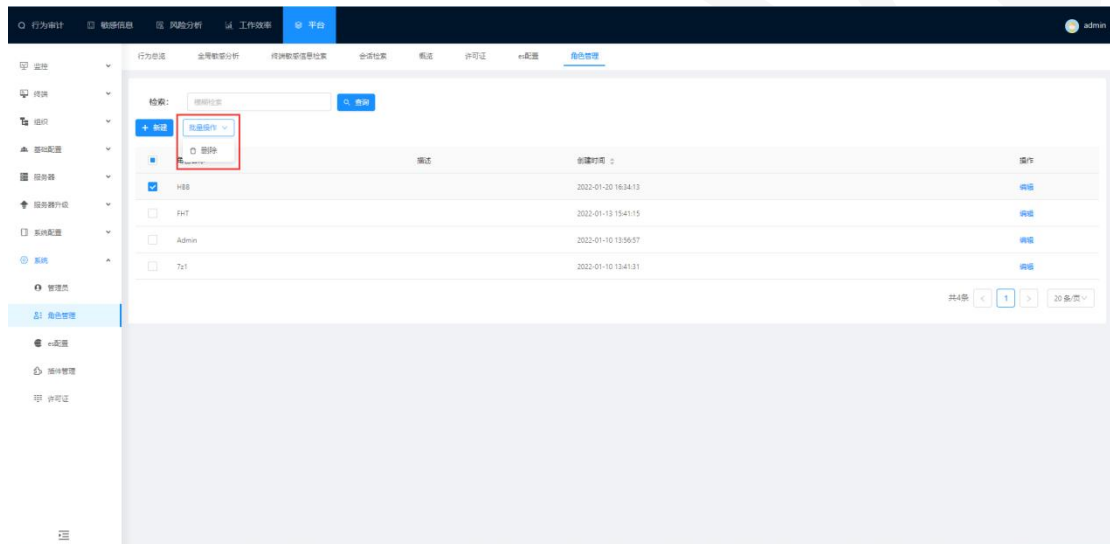 行为审计 敏感信息 风险分析 工作效率 平台 admin
行为总览 全局敏感分析 终端敏感信息检索 会话检索 概览 许可证 es配置 角色管理
监控
终端
组织
基础配置
服务器
服务器升级
系统配置
系统
管理员
角色管理
es配置
插件管理
许可证
检索: 模糊检索 查询
+ 新建 批量操作
删除
描述 创建时间 操作
HBB 2022-01-20 16:34:13 编辑
FHT 2022-01-13 15:41:15 编辑
Admin 2022-01-10 13:56:57 编辑
7z1 2022-01-10 13:41:31 编辑
共4条 < 1 > 20 条/页